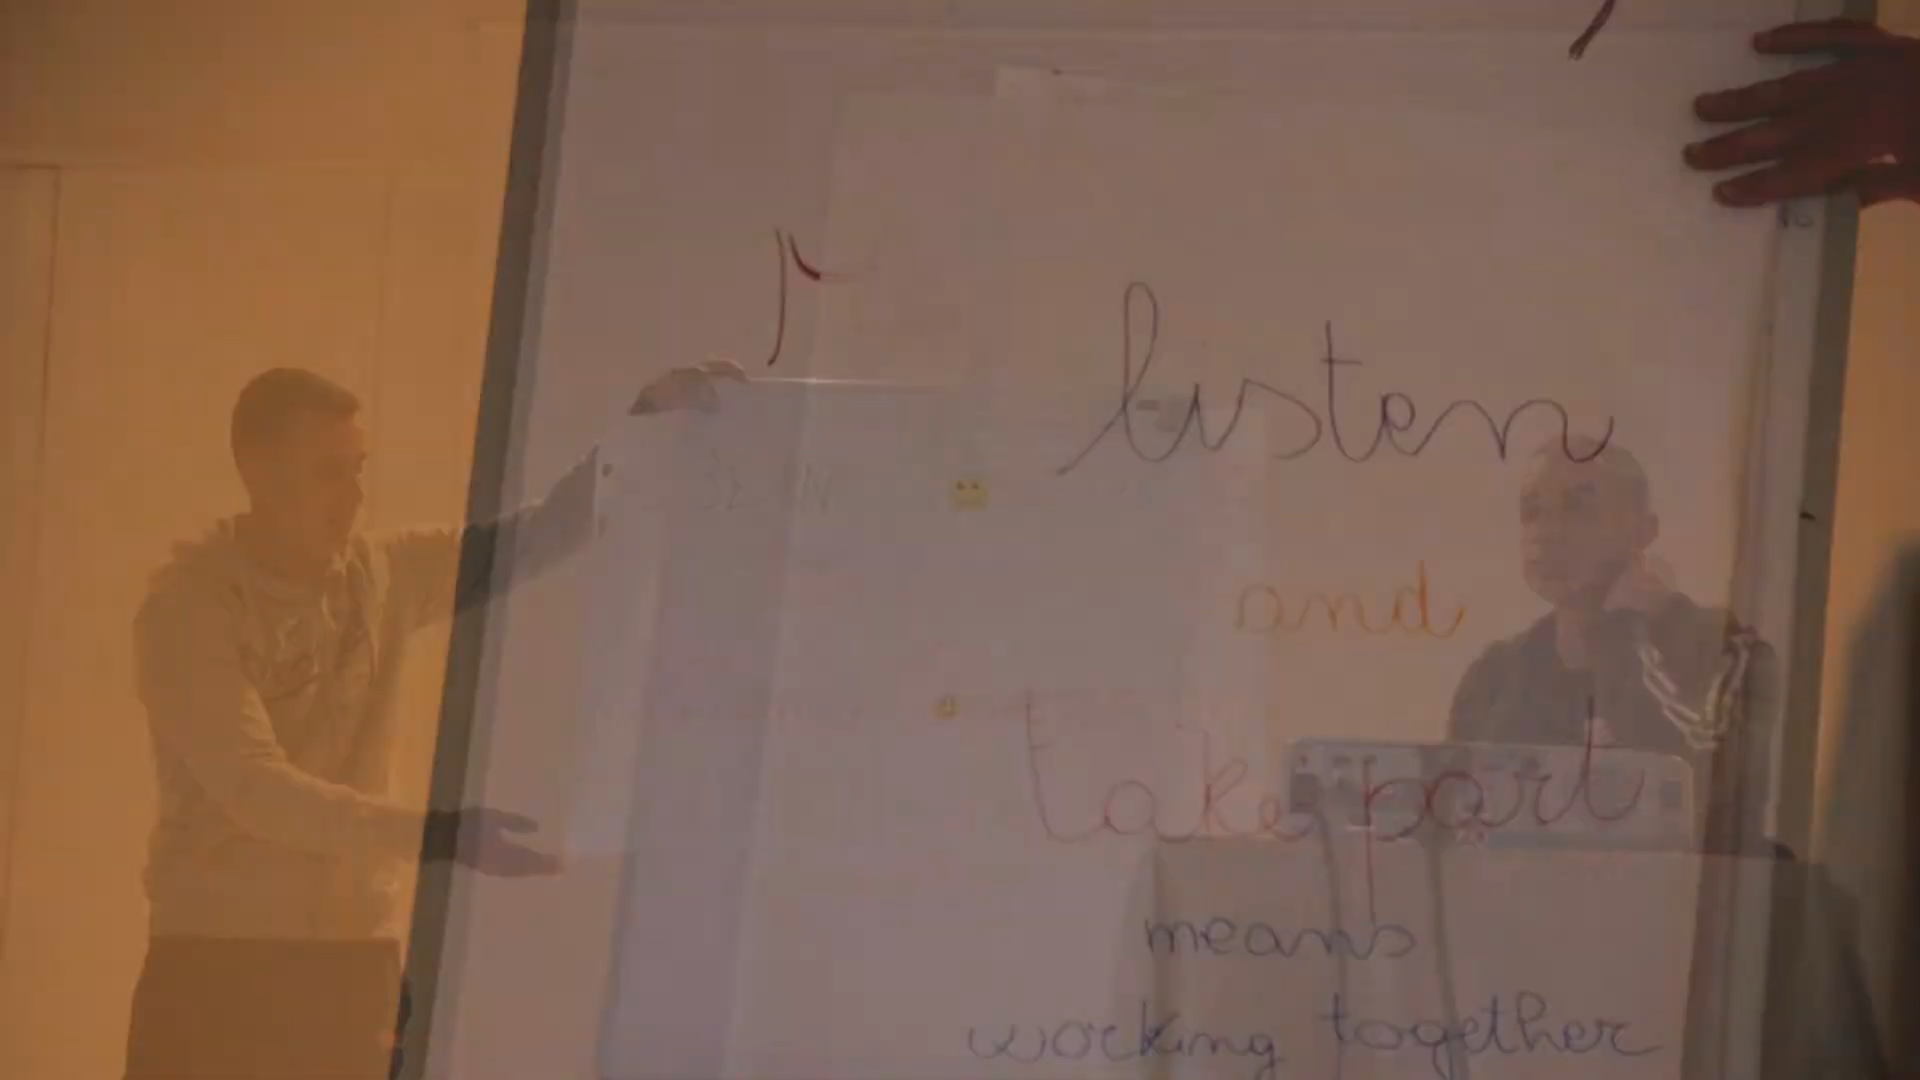 listen
and
take part
means
working together